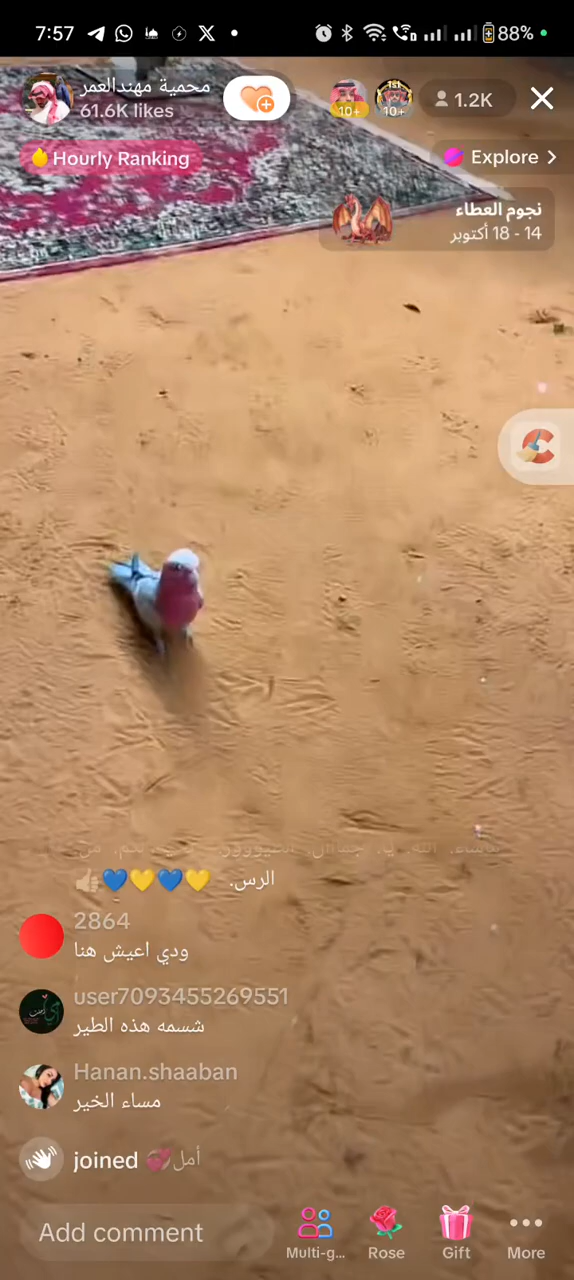 7:57
88%
محمية مهندالعمر
61.6K likes
10+
10+
1.2K
Hourly Ranking
Explore
نجوم العطاء
14 - 18 أكتوبر
الرس. 💛💙💛💙👍🏼
2864
ودي اعيش هنا
user7093455269551
شسمه هذه الطير
Hanan.shaaban
مساء الخير
joined 💞أمل
Add comment
Multi-g...
Rose
Gift
More